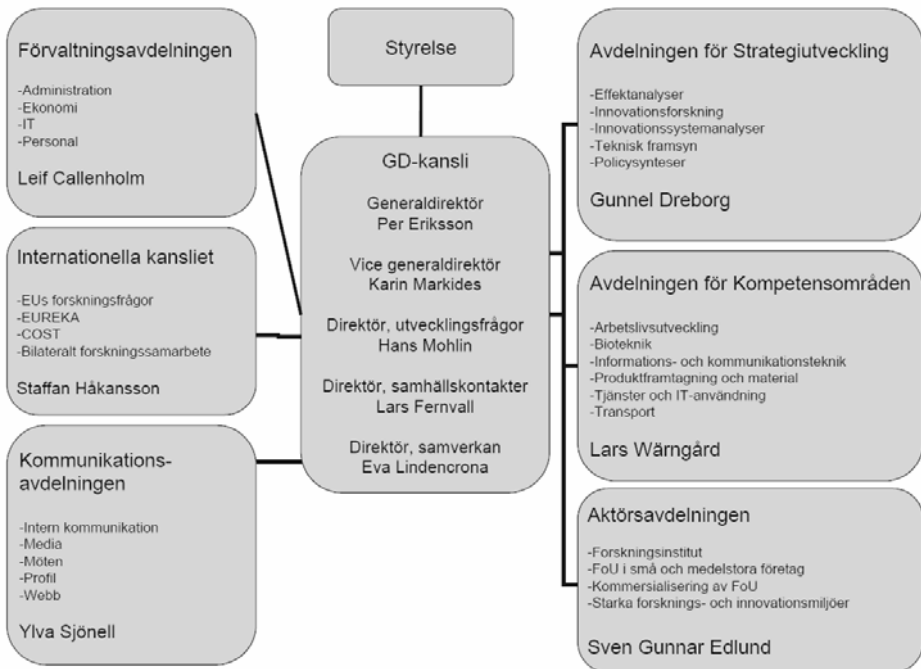 Förvaltningsavdelningen
-Administration
-Ekonomi
-IT
-Personal
Leif Callenholm
Internationella kansliet
-EUs forskningsfrågor
-EUREKA
-COST
-Bilateralt forskningssamarbete
Staffan Håkansson
Kommunikations-
avdelningen
-Intern kommunikation
-Media
-Möten
-Profil
-Webb
Ylva Sjönell
Styrelse
GD-kansli
Generaldirektör
Per Eriksson
Vice generaldirektör
Karin Markides
Direktör, utvecklingsfrågor
Hans Mohlin
Direktör, samhällskontakter
Lars Fernvall
Direktör, samverkan
Eva Lindencrona
Avdelningen för Strategiutveckling
-Effektanalyser
-Innovationsforskning
-Innovationssystemanalyser
-Teknisk framsyn
-Policysynteser
Gunnel Dreborg
Avdelningen för Kompetensområden
-Arbetslivsutveckling
-Bioteknik
-Informations- och kommunikationsteknik
-Produktframtagning och material
-Tjänster och IT-användning
-Transport
Lars Wärngård
Aktörsavdelningen
-Forskningsinstitut
-FoU i små och medelstora företag
-Kommersialisering av FoU
-Starka forsknings- och innovationsmiljöer
Sven Gunnar Edlund